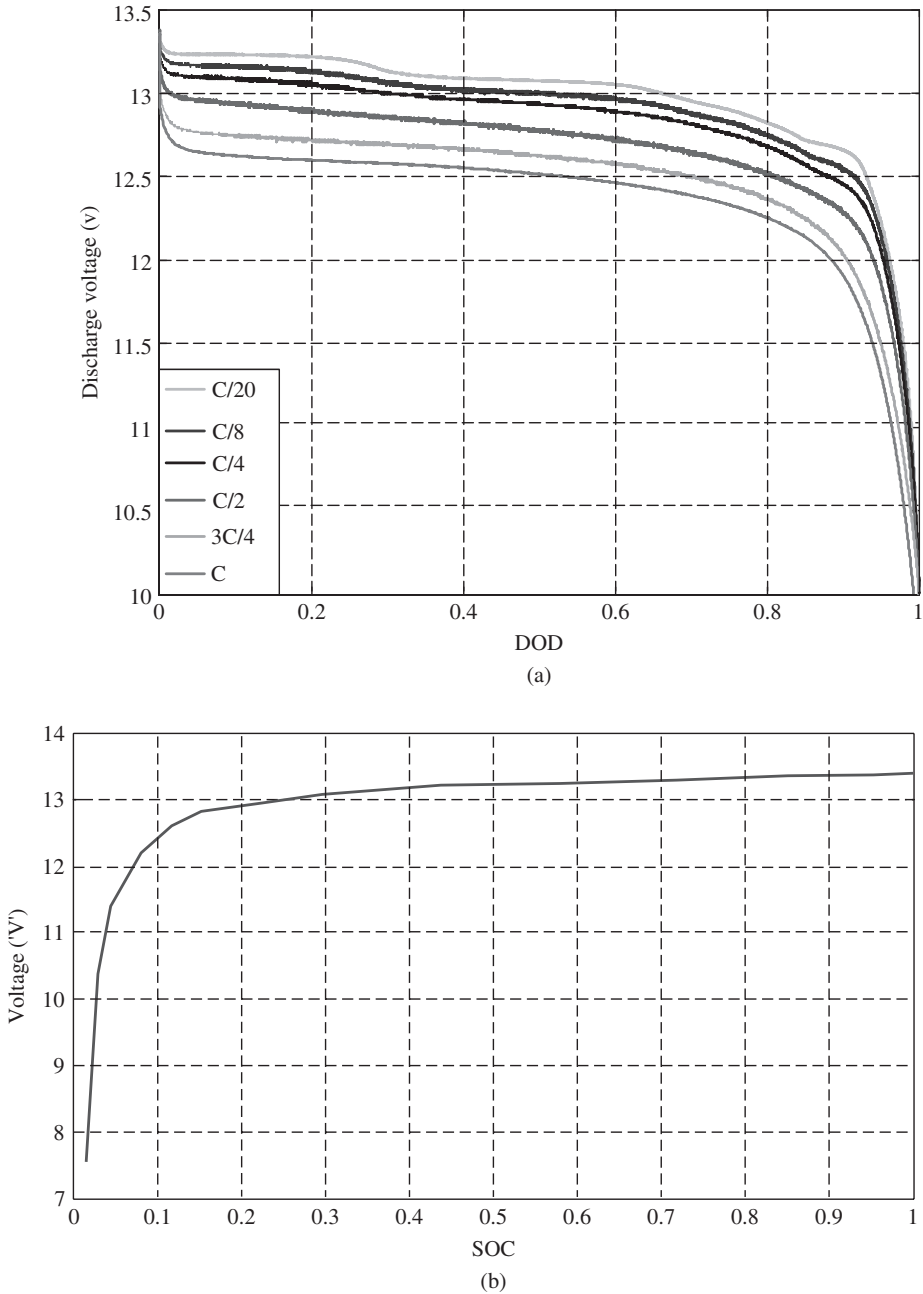 13.5
13
12.5
12
11.5
11
10.5
10
Discharge voltage (v)
C/20
C/8
C/4
C/2
3C/4
C
0 0.2 0.4 0.6 0.8 1
DOD
(a)
14
13
12
11
10
9
8
7
Voltage ('V')
0 0.1 0.2 0.3 0.4 0.5 0.6 0.7 0.8 0.9 1
SOC
(b)